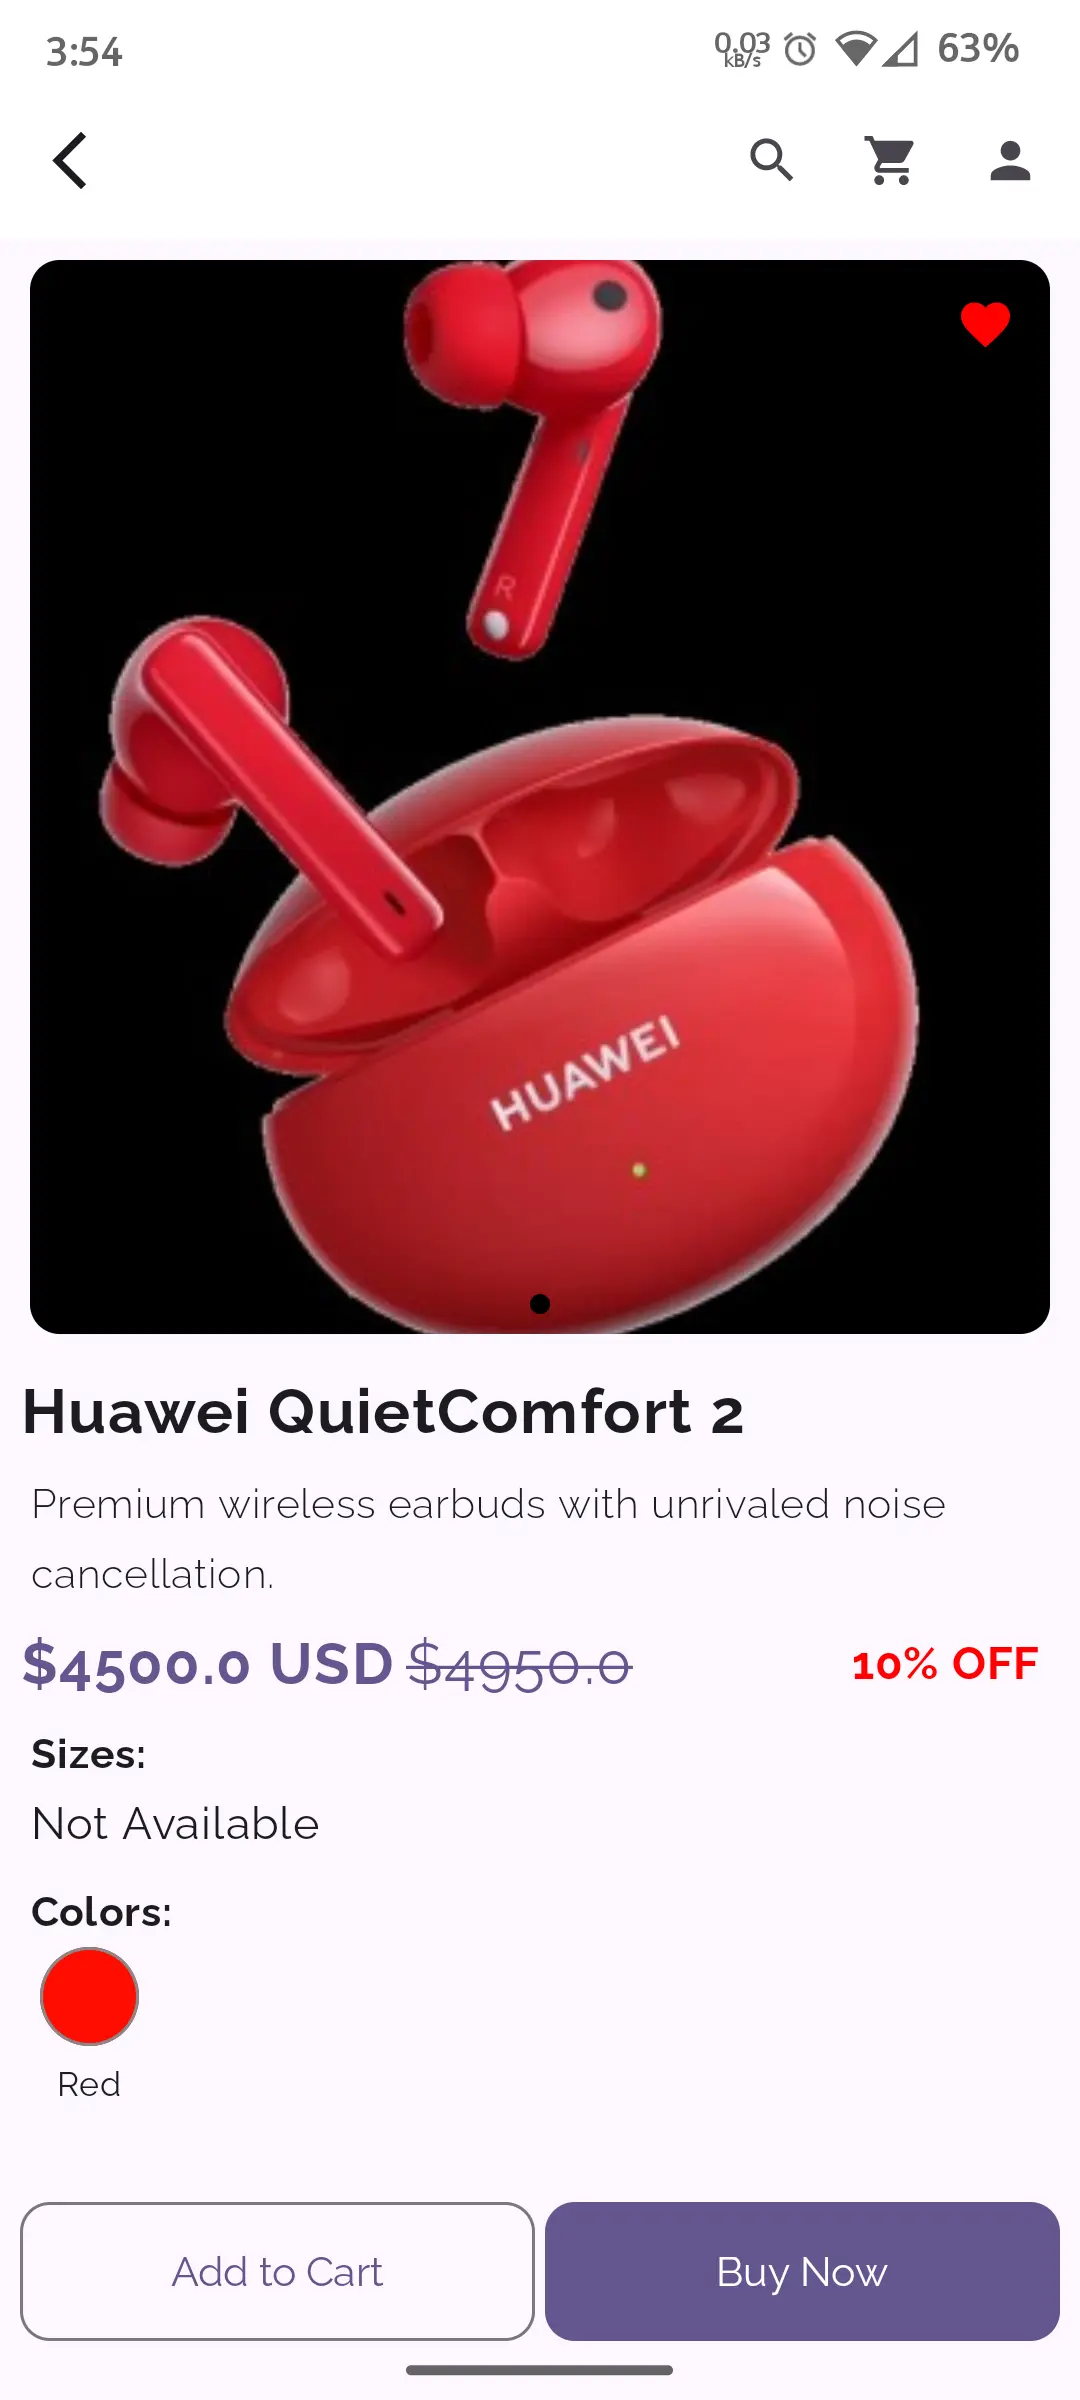 3:54
0.03
kB/s
63%
R
HUAWEI
Huawei QuietComfort 2
Premium wireless earbuds with unrivaled noise
cancellation.
$4500.0 USD $4950.0
10% OFF
Sizes:
Not Available
Colors:
Red
Add to Cart
Buy Now